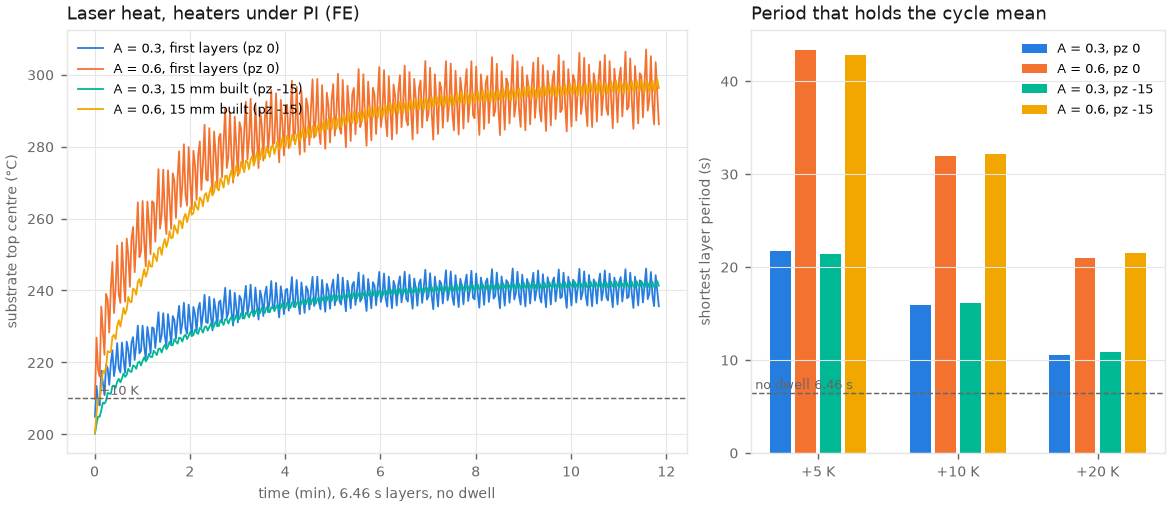 Laser heat, heaters under PI (FE)
A = 0.3, first layers (pz 0)
A = 0.6, first layers (pz 0)
A = 0.3, 15 mm built (pz -15)
A = 0.6, 15 mm built (pz -15)
+10 K
300
280
260
240
220
200
0
2
4
6
8
10
12
substrate top centre (°C)
time (min), 6.46 s layers, no dwell
Period that holds the cycle mean
A = 0.3, pz 0
A = 0.6, pz 0
A = 0.3, pz -15
A = 0.6, pz -15
no dwell 6.46 s
40
30
20
10
0
+5 K
+10 K
+20 K
shortest layer period (s)